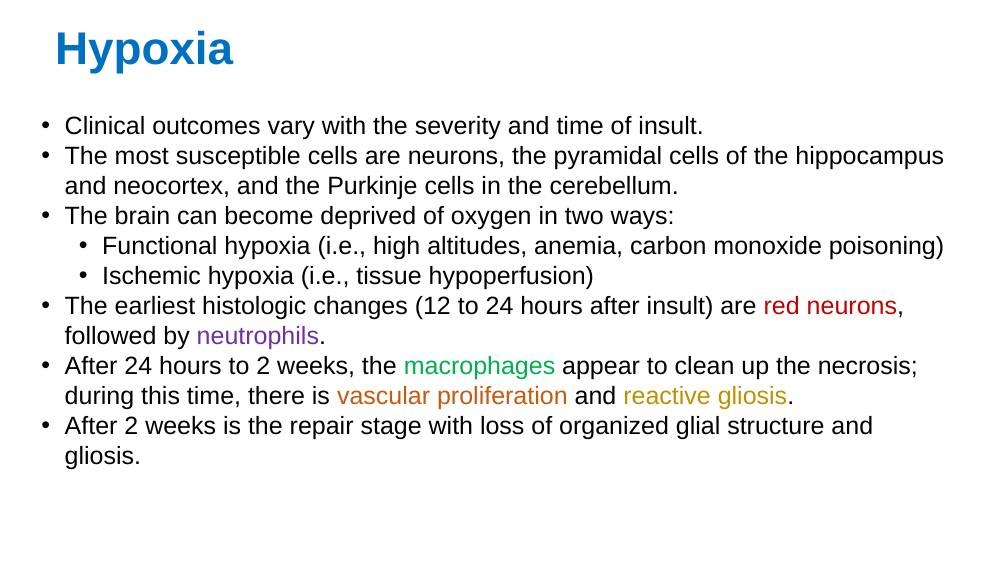 Hypoxia
• Clinical outcomes vary with the severity and time of insult.
• The most susceptible cells are neurons, the pyramidal cells of the hippocampus
and neocortex, and the Purkinje cells in the cerebellum.
• The brain can become deprived of oxygen in two ways:
• Functional hypoxia (i.e., high altitudes, anemia, carbon monoxide poisoning)
• Ischemic hypoxia (i.e., tissue hypoperfusion)
• The earliest histologic changes (12 to 24 hours after insult) are red neurons,
followed by neutrophils.
• After 24 hours to 2 weeks, the macrophages appear to clean up the necrosis;
during this time, there is vascular proliferation and reactive gliosis.
• After 2 weeks is the repair stage with loss of organized glial structure and
gliosis.